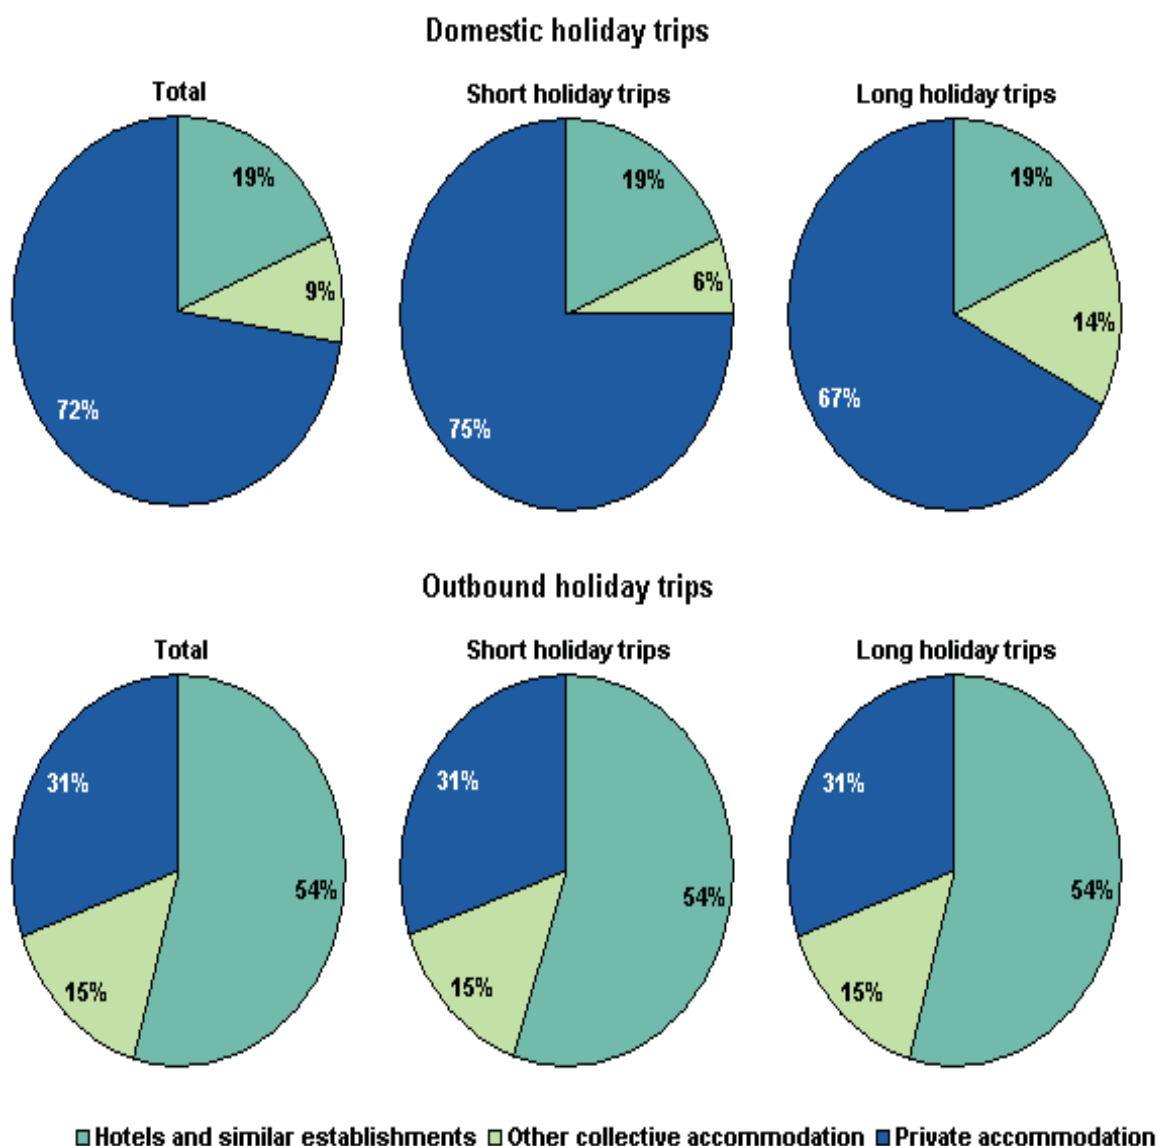 Domestic holiday trips
Total
Short holiday trips
Long holiday trips
19%
9%
72%
19%
6%
75%
19%
14%
67%
Outbound holiday trips
Total
Short holiday trips
Long holiday trips
31%
54%
15%
31%
54%
15%
31%
54%
15%
Hotels and similar establishments Other collective accommodation Private accommodation